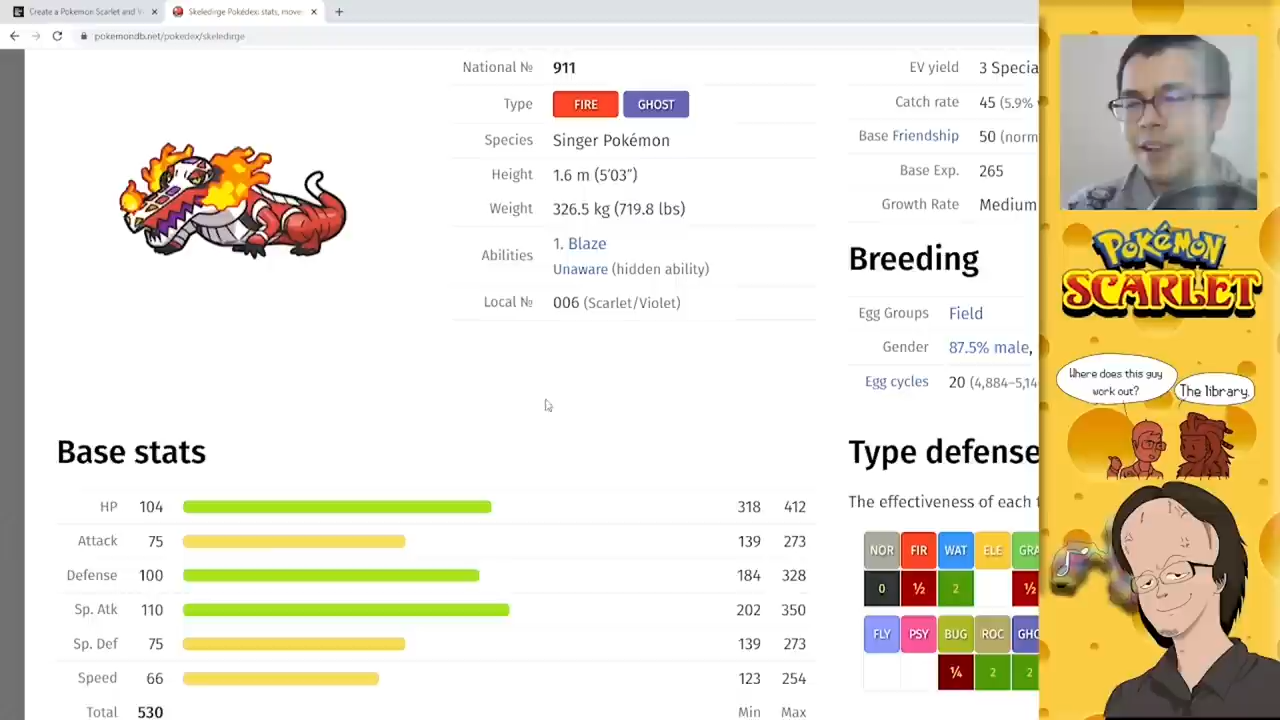 Create a Pokemon Scarlet and V
Skeledirge Pokédex: stats, move
pokemondb.net/pokedex/skeledirge
National № 911
Type FIRE GHOST
Species Singer Pokémon
Height 1.6 m (5′03″)
Weight 326.5 kg (719.8 lbs)
Abilities 1. Blaze
Unaware (hidden ability)
Local № 006 (Scarlet/Violet)
EV yield 3 Specia
Catch rate 45 (5.9%
Base Friendship 50 (norm
Base Exp. 265
Growth Rate Medium
Breeding
Egg Groups Field
Gender 87.5% male,
Egg cycles 20 (4,884–5,14
Base stats
HP 104 318 412
Attack 75 139 273
Defense 100 184 328
Sp. Atk 110 202 350
Sp. Def 75 139 273
Speed 66 123 254
Total 530 Min Max
Type defense
The effectiveness of each t
NOR FIR WAT ELE GRA
0 ½ 2 ½
FLY PSY BUG ROC GHO
¼ 2 2
POKéMON
SCARLET
Where does this guy
work out?
The library.